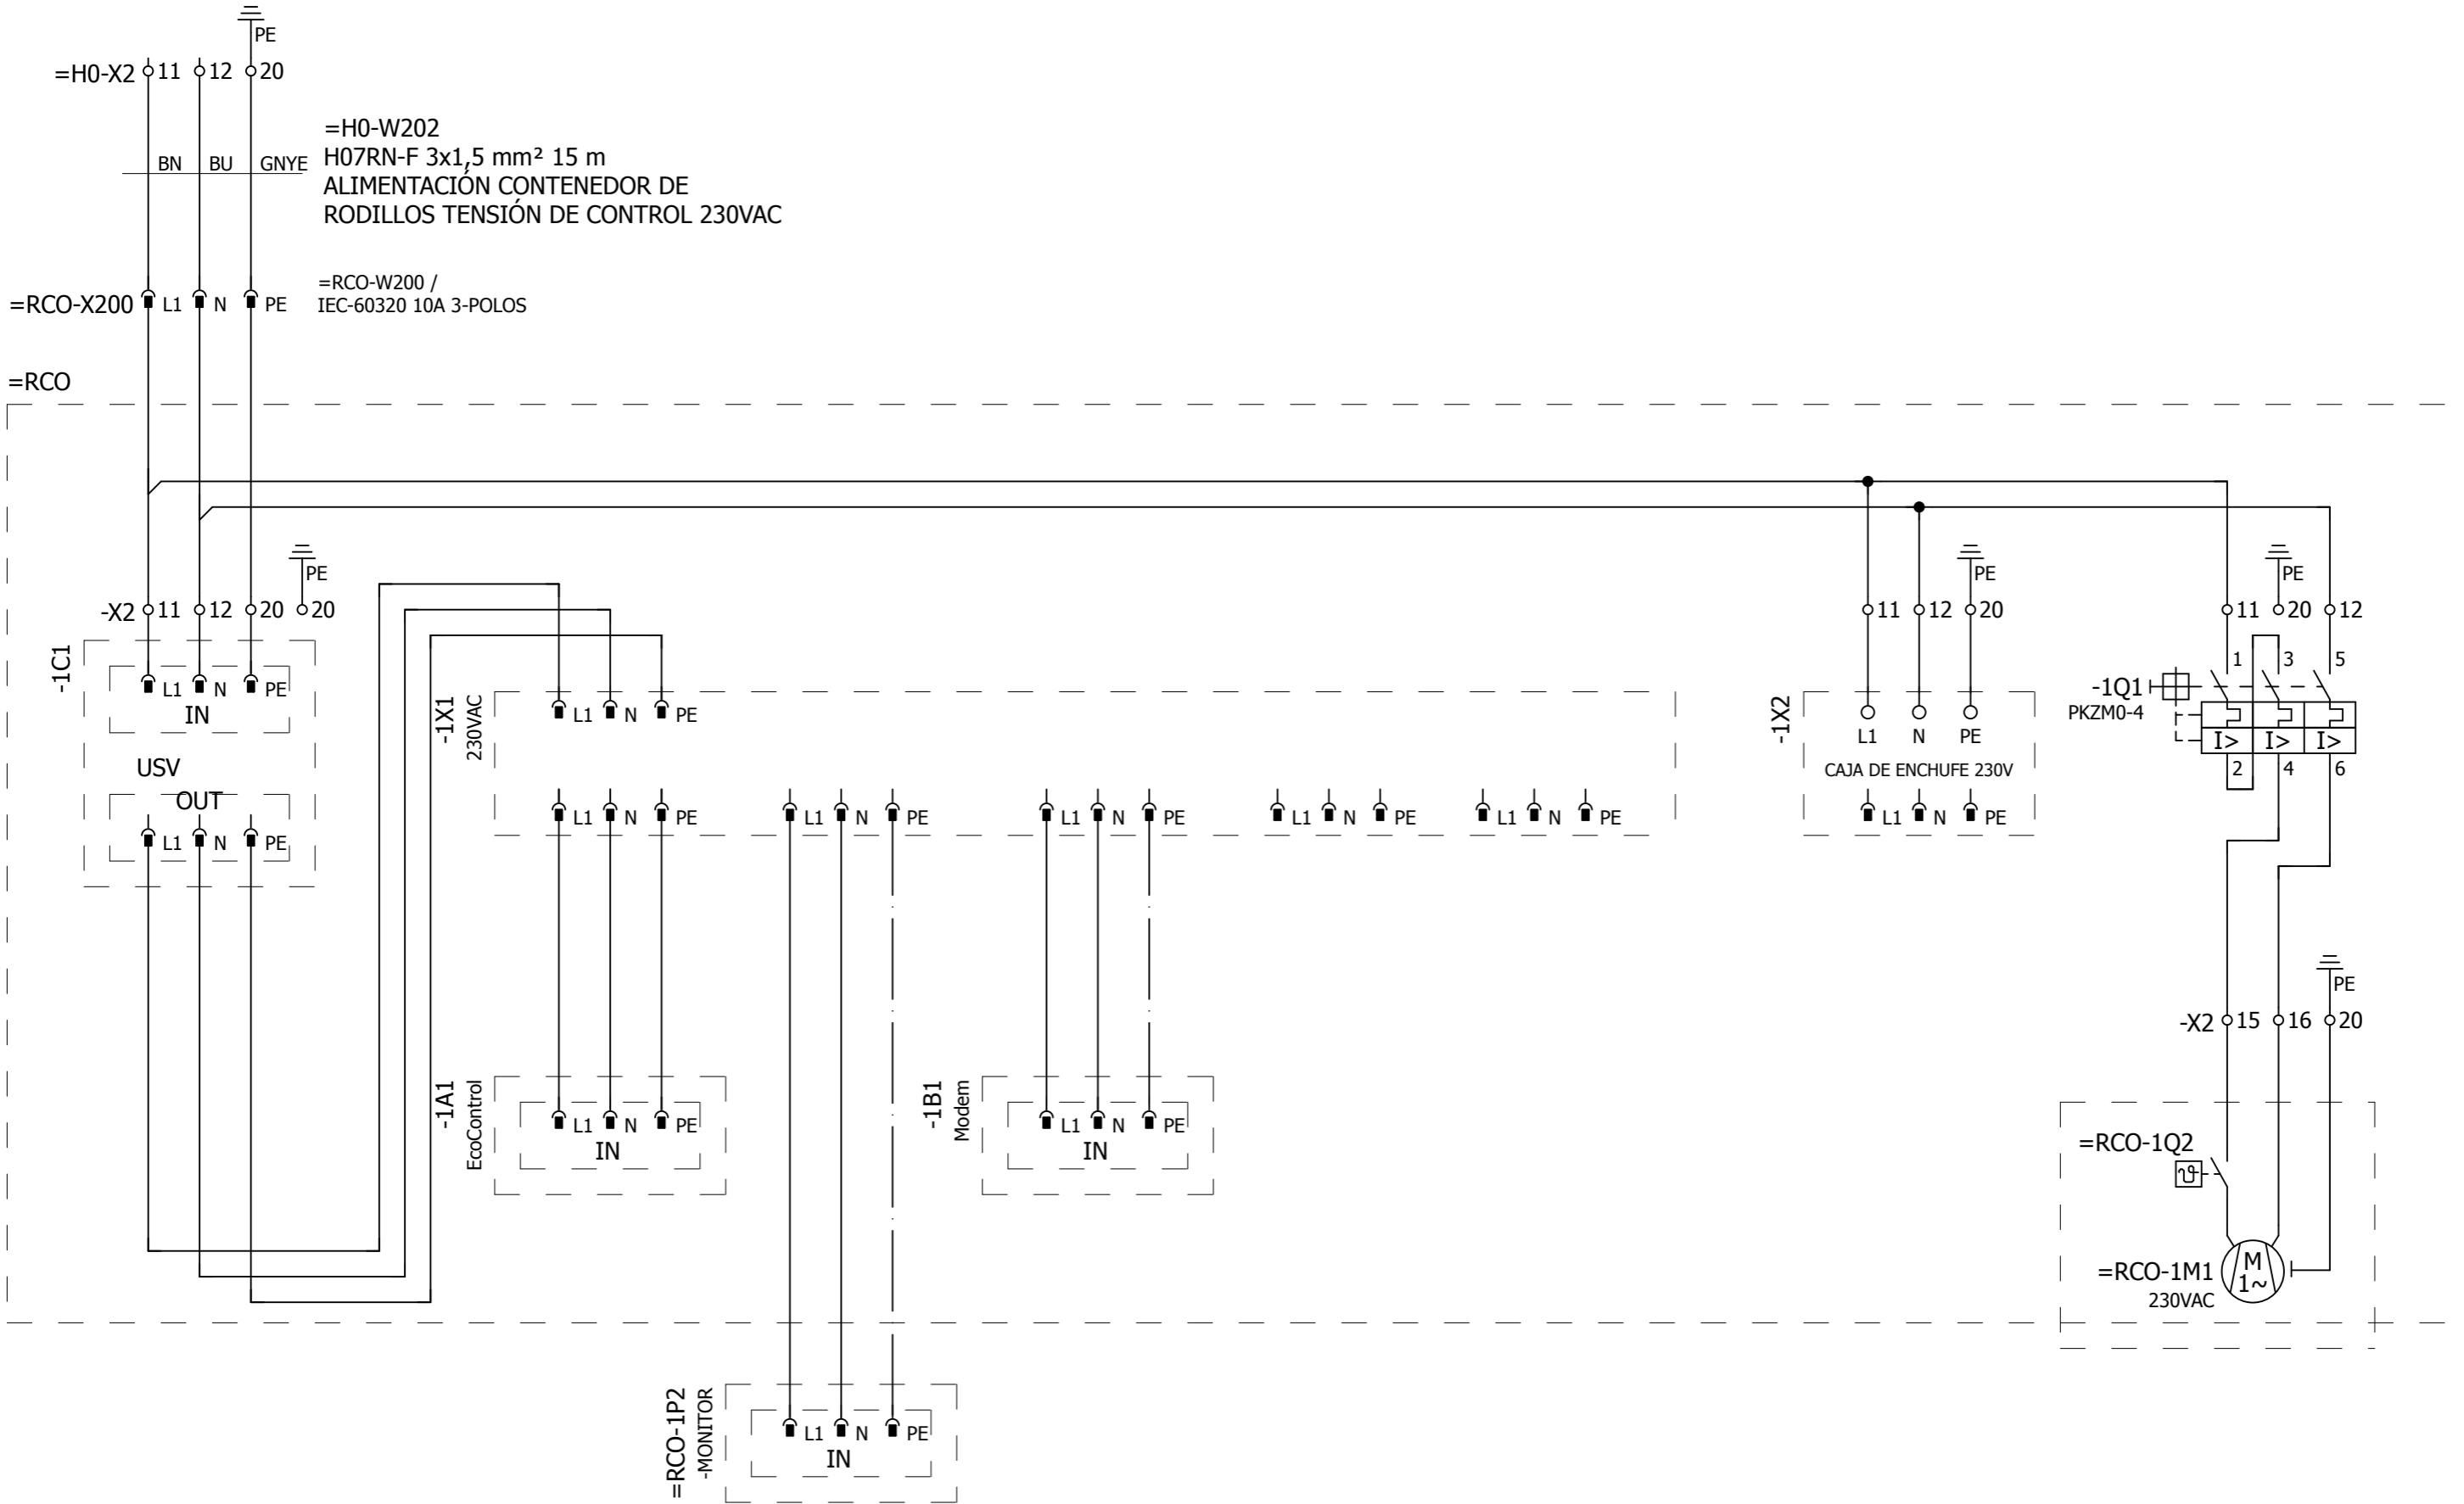 PE
=H0-X2 11 12 20
=H0-W202
BN BU GNYE H07RN-F 3x1,5 mm² 15 m
ALIMENTACIÓN CONTENEDOR DE
RODILLOS TENSIÓN DE CONTROL 230VAC
=RCO-W200 /
=RCO-X200 L1 N PE IEC-60320 10A 3-POLOS
=RCO
PE PE PE
-X2 11 12 20 20 11 12 20 11 20 12
1 3 5
-1C1
L1 N PE
IN
-1X1
230VAC
L1 N PE
-1X2
L1 N PE
-1Q1
PKZM0-4
I> I> I>
2 4 6
USV
OUT
L1 N PE
CAJA DE ENCHUFE 230V
L1 N PE L1 N PE L1 N PE L1 N PE L1 N PE L1 N PE
PE
-X2 15 16 20
-1A1
EcoControl
L1 N PE
IN
-1B1
Modem
L1 N PE
IN
=RCO-1Q2
ϑ
=RCO-1M1
230VAC
M
1~
=RCO-1P2
-MONITOR
L1 N PE
IN